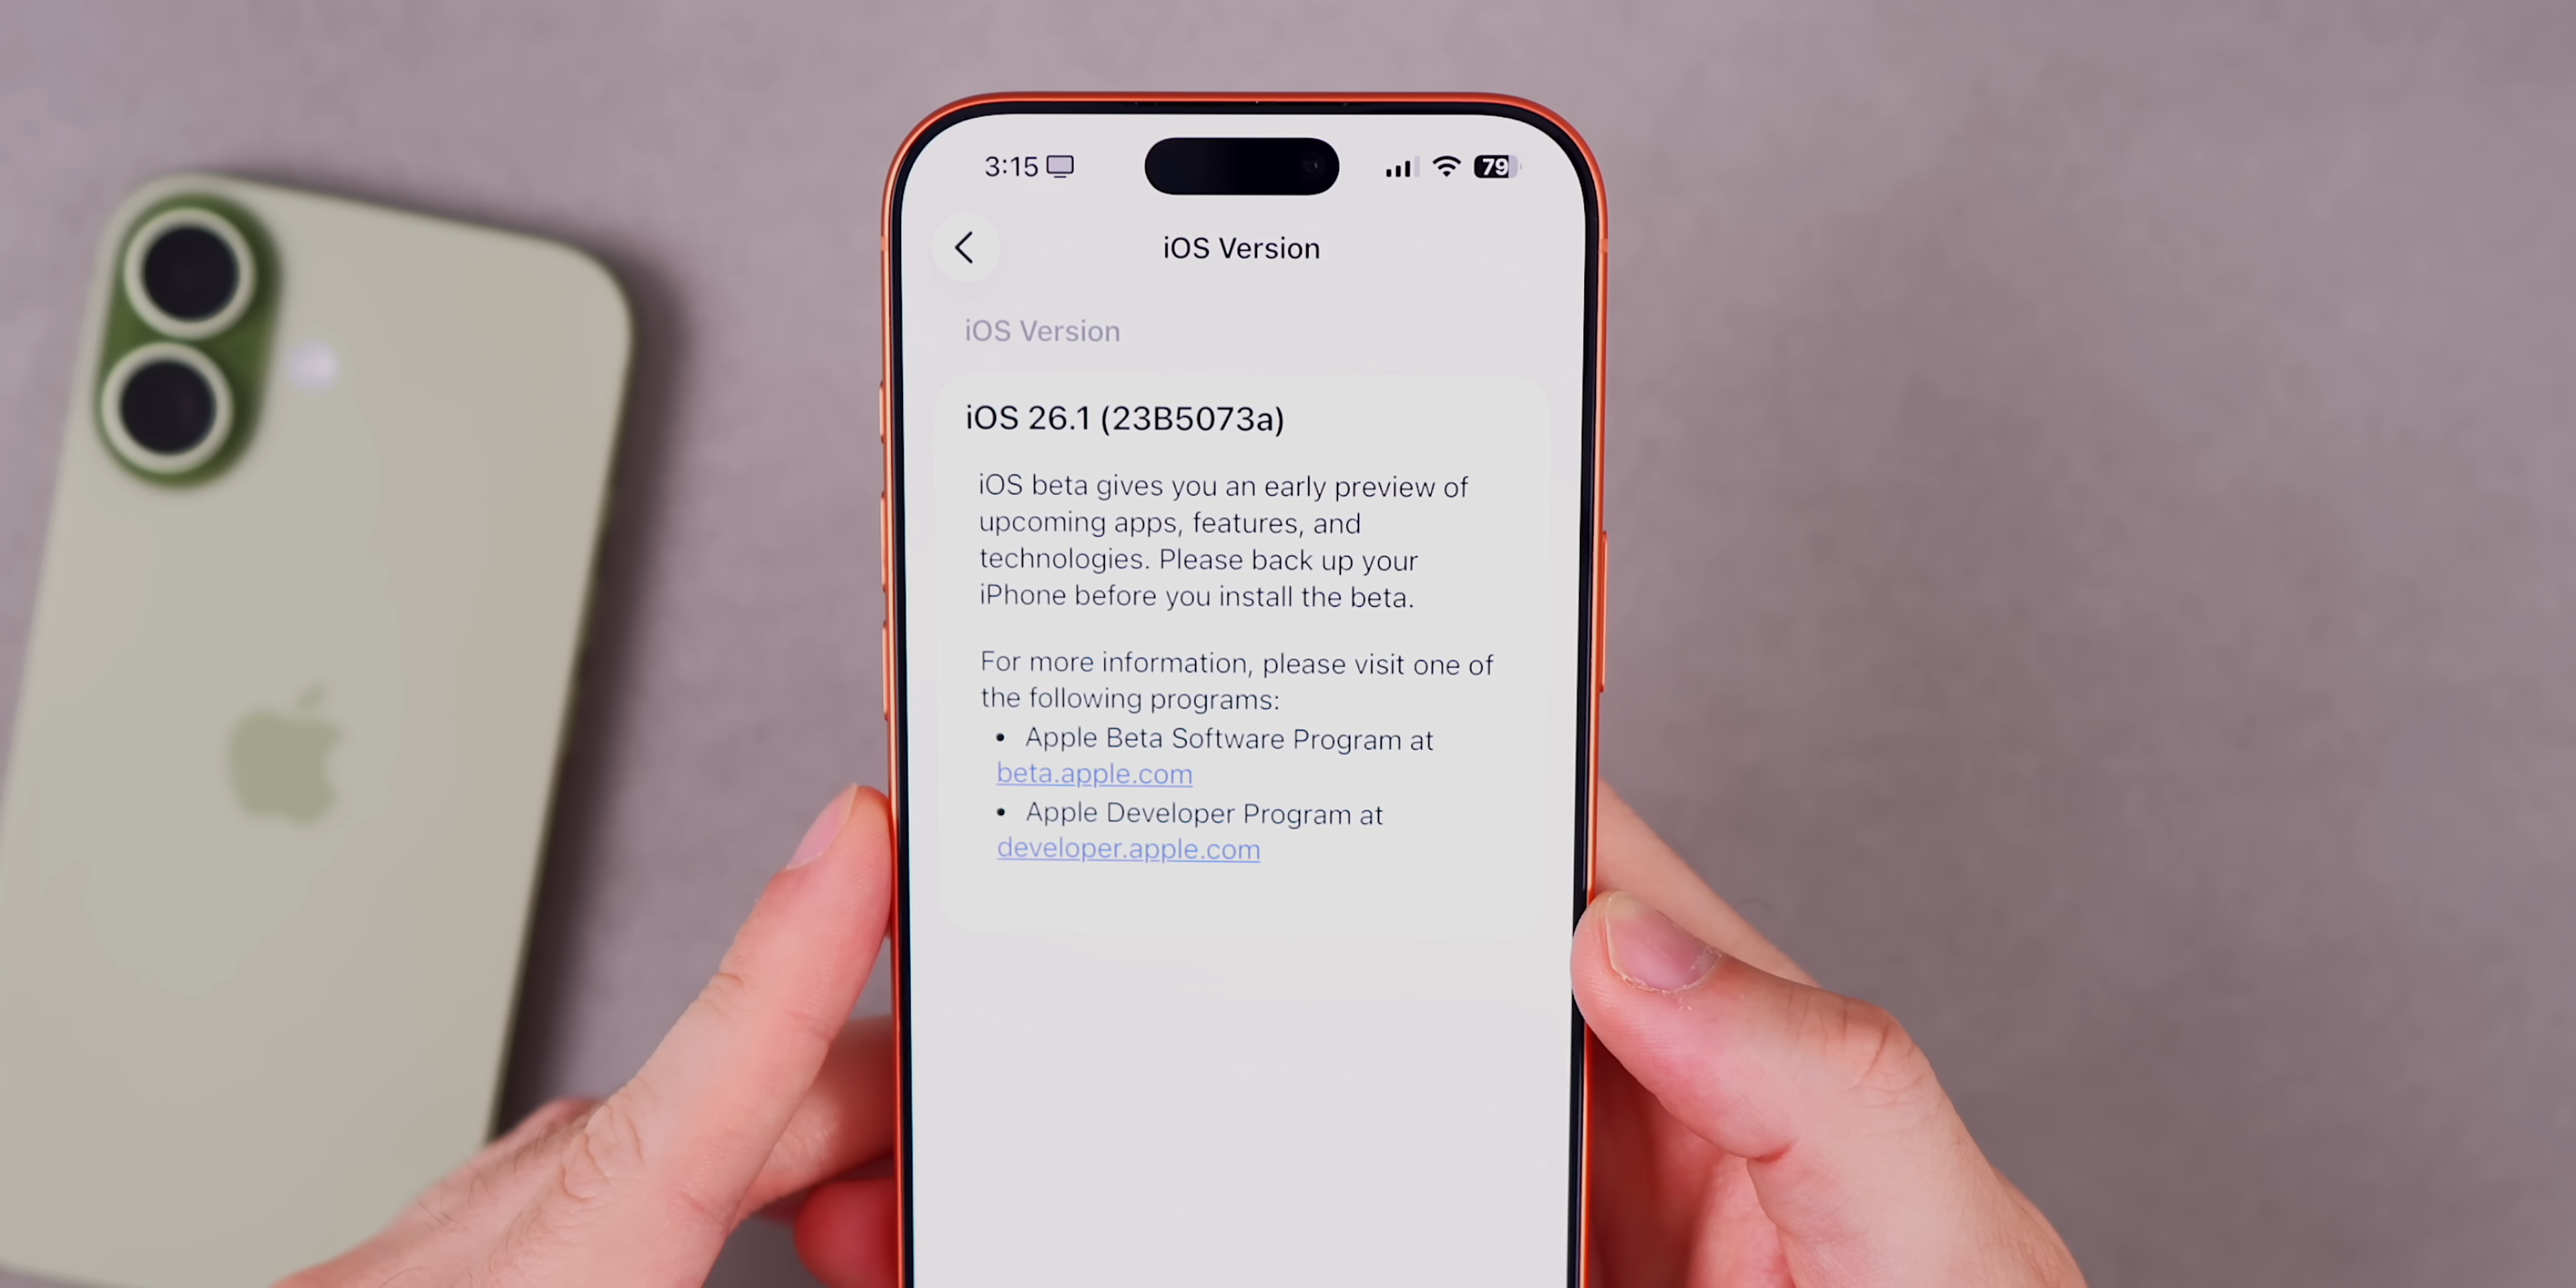 3:15
79
iOS Version
iOS Version
iOS 26.1 (23B5073a)
iOS beta gives you an early preview of
upcoming apps, features, and
technologies. Please back up your
iPhone before you install the beta.
For more information, please visit one of
the following programs:
• Apple Beta Software Program at
beta.apple.com
• Apple Developer Program at
developer.apple.com